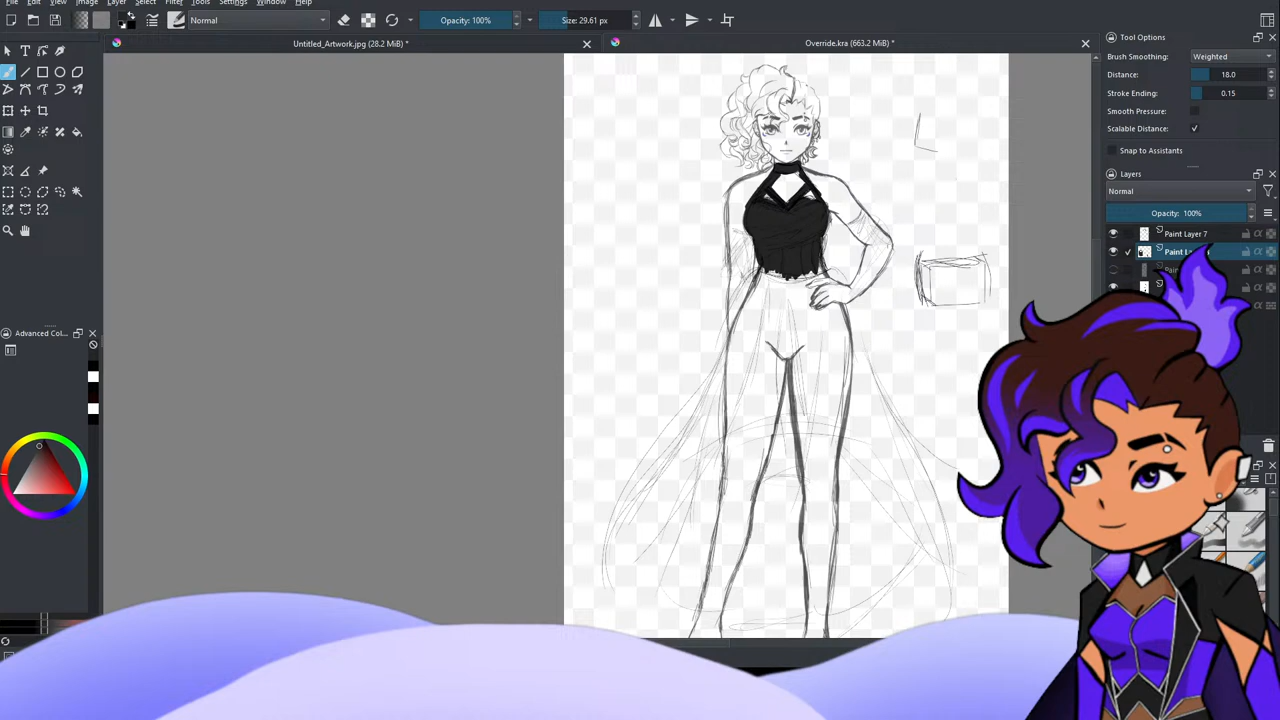 File Edit View Image Layer Select Filter Tools Settings Window Help
Normal
Opacity: 100%
Size: 29.61 px
Untitled_Artwork.jpg (28.2 MiB) *
Override.kra (663.2 MiB) *
Tool Options
Brush Smoothing: Weighted
Distance: 18.0
Stroke Ending: 0.15
Smooth Pressure:
Scalable Distance:
Snap to Assistants
Layers
Normal
Opacity: 100%
Paint Layer 7
Advanced Col...